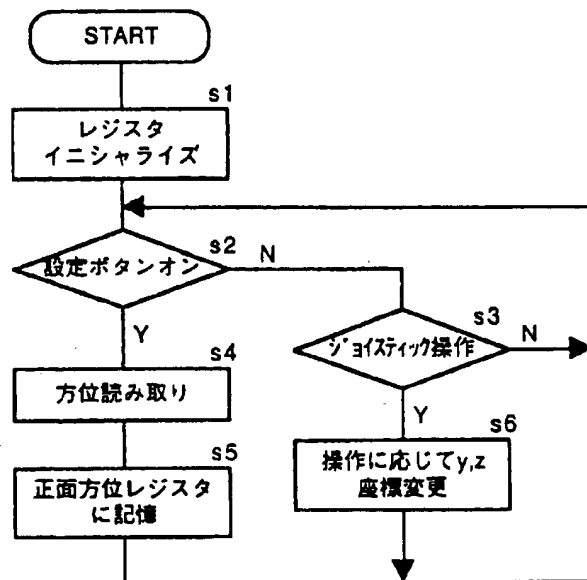 START
s1
レジスタ
イニシャライズ
s2
設定ボタンオン
N
s3
ジョイスティック操作
N
Y
s4
方位読み取り
Y
s6
操作に応じてy,z
座標変更
s5
正面方位レジスタ
に記憶